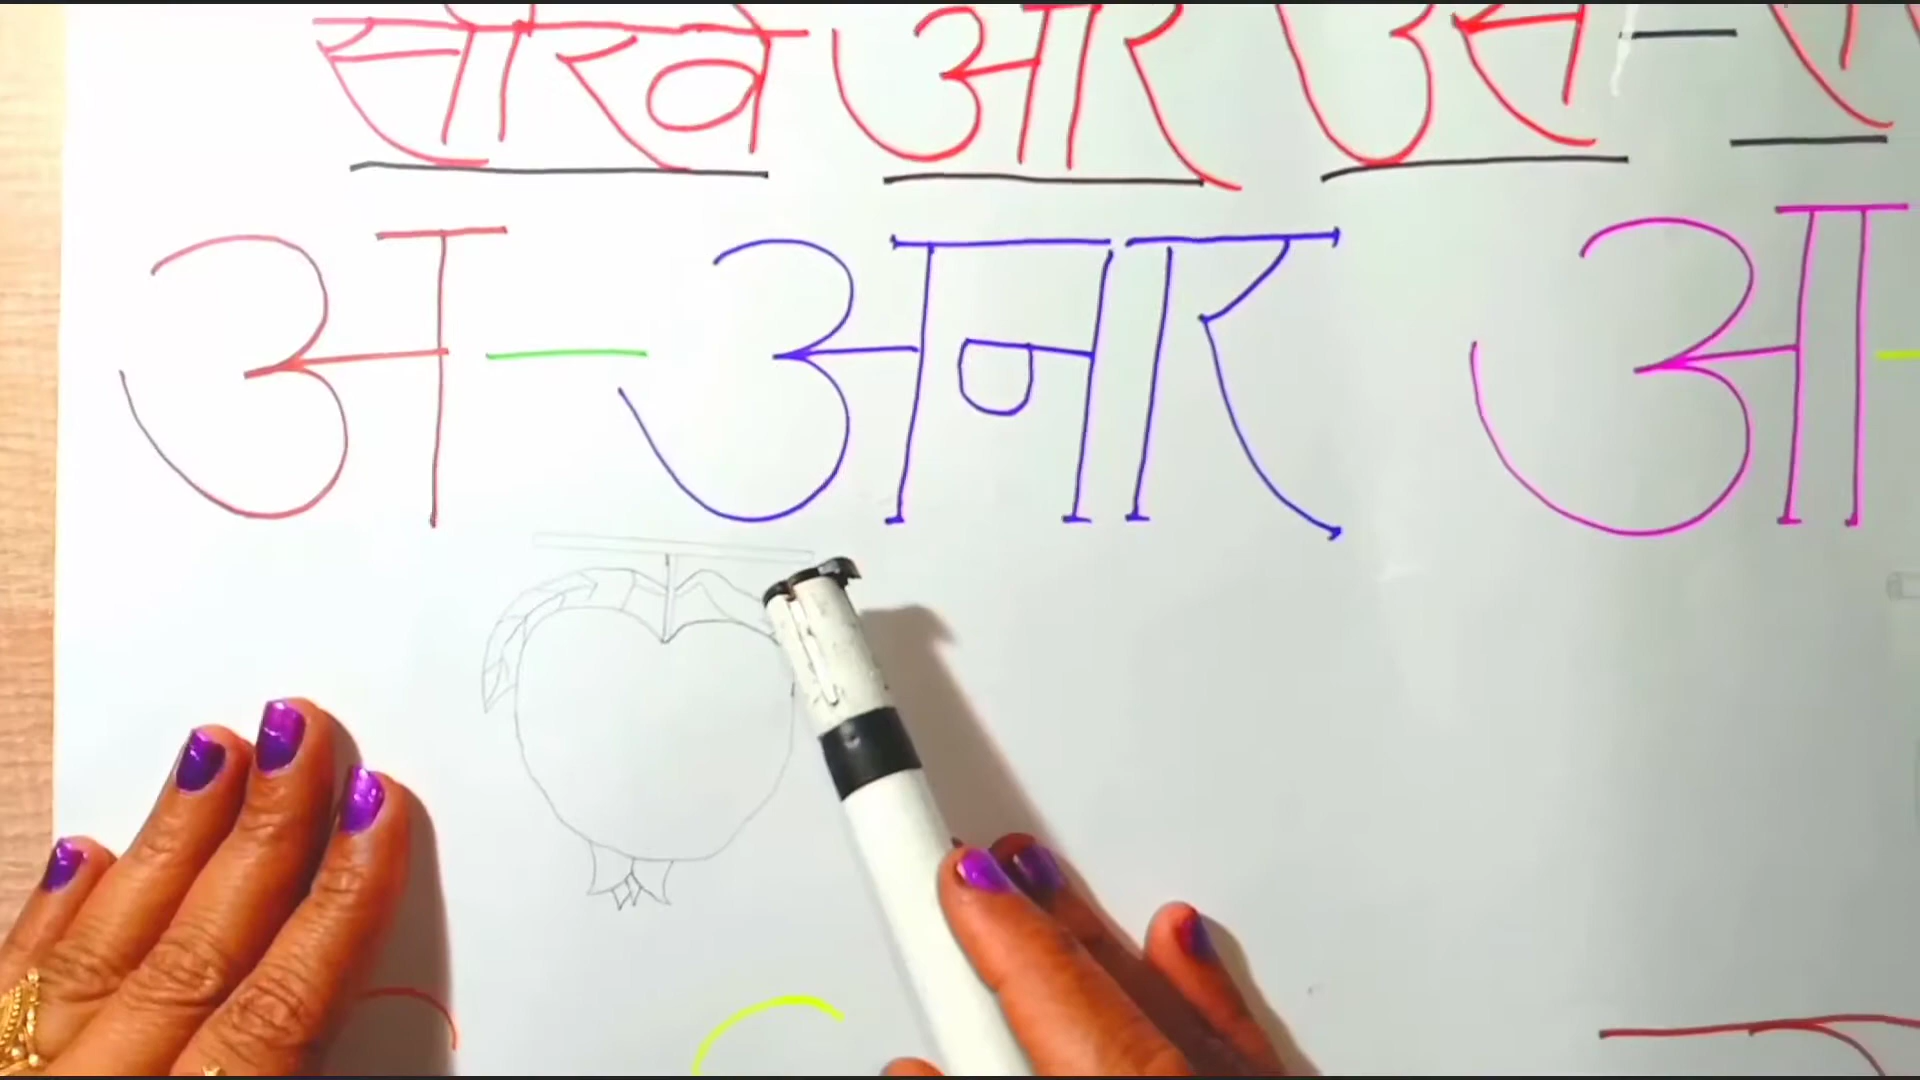 और उस
अ - अनार आ -